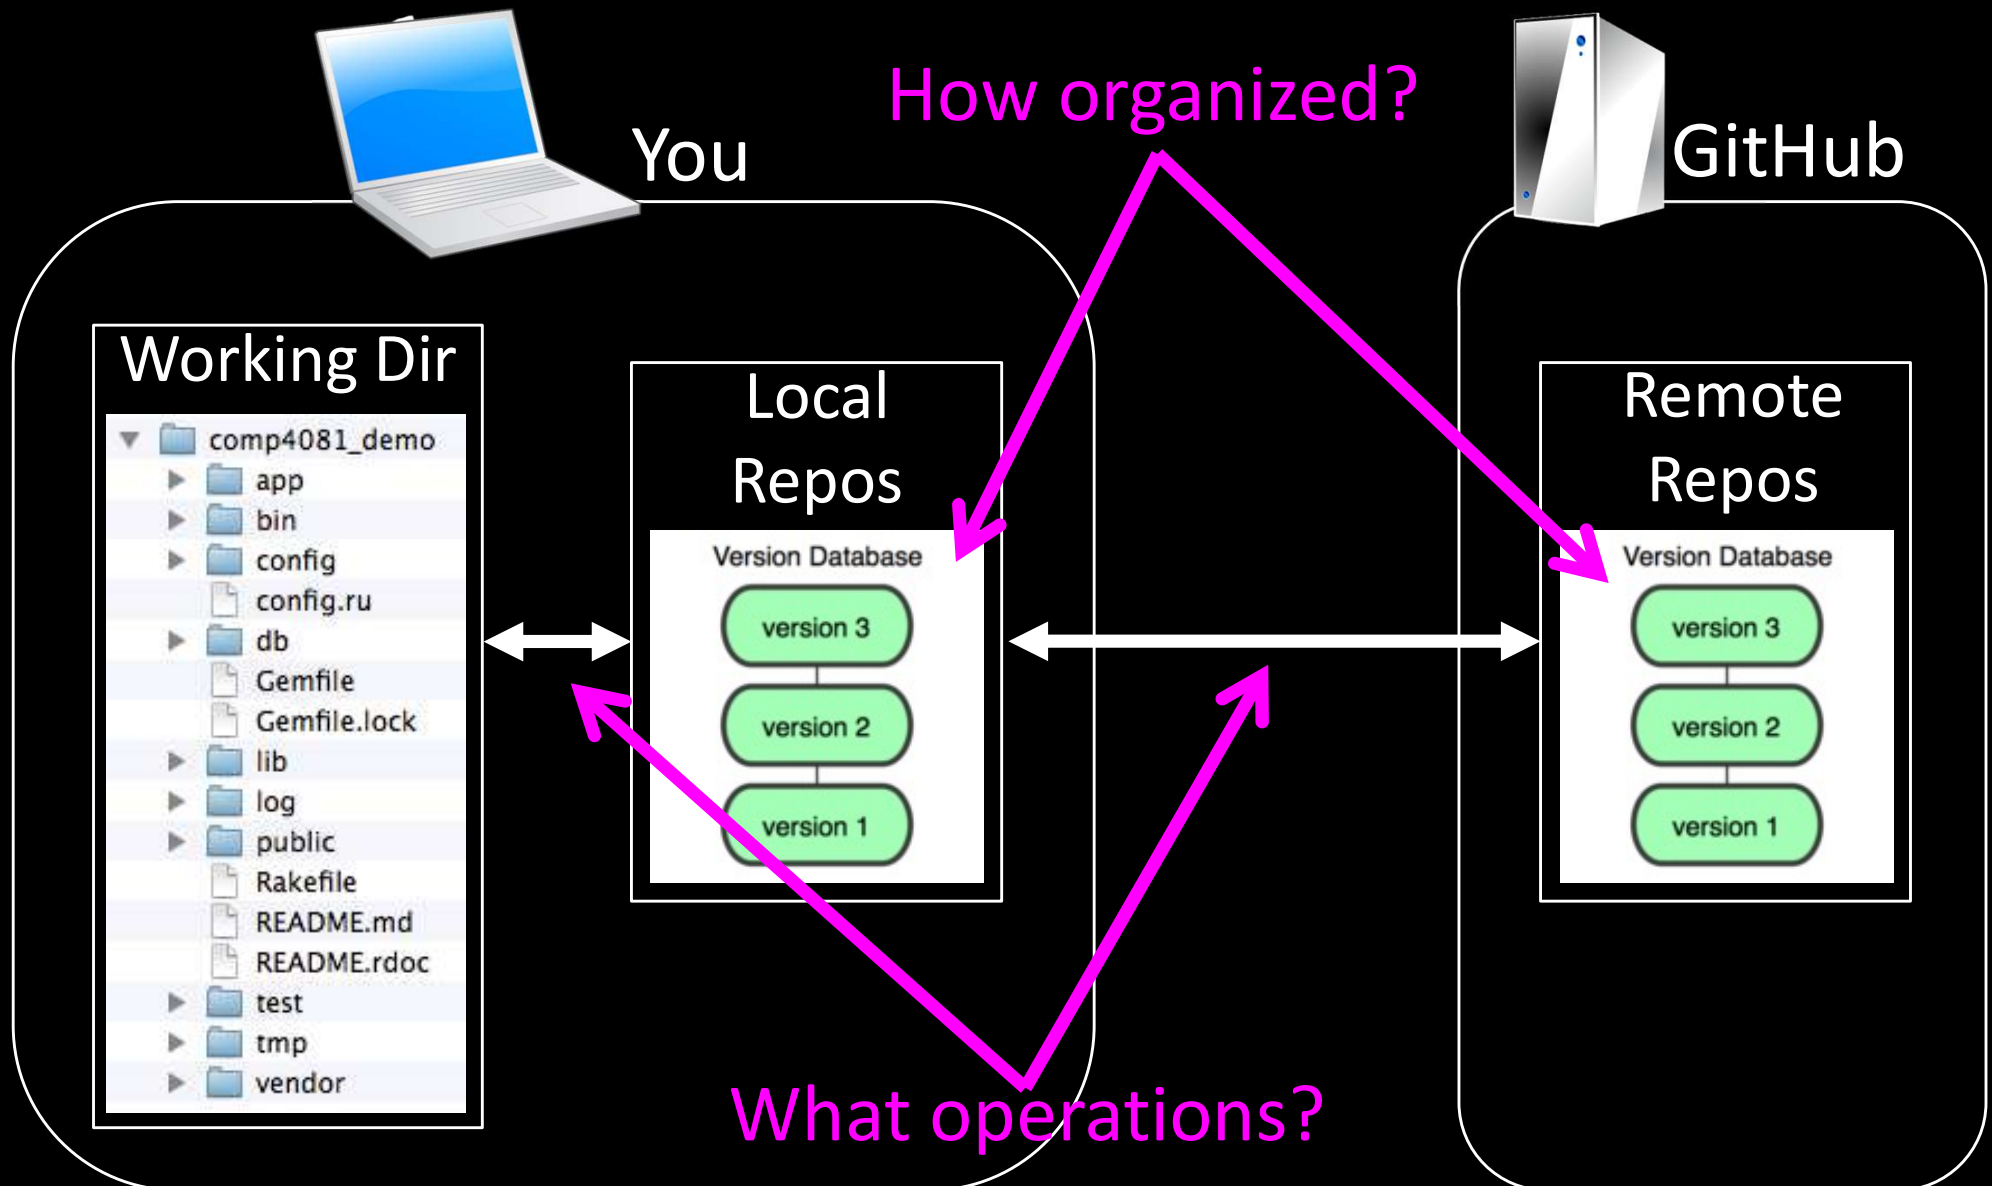 How organized?
You
GitHub
Working Dir
comp4081_demo
app
bin
config
config.ru
db
Gemfile
Gemfile.lock
lib
log
public
Rakefile
README.md
README.rdoc
test
tmp
vendor
Local
Repos
Version Database
version 3
version 2
version 1
Remote
Repos
Version Database
version 3
version 2
version 1
What operations?